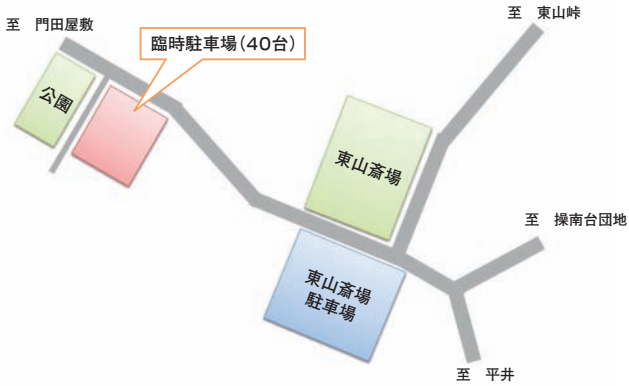 至　東山峠
至　門田屋敷
臨時駐車場（40台）
公園
東山斎場
至　操南台団地
東山斎場
駐車場
至　平井